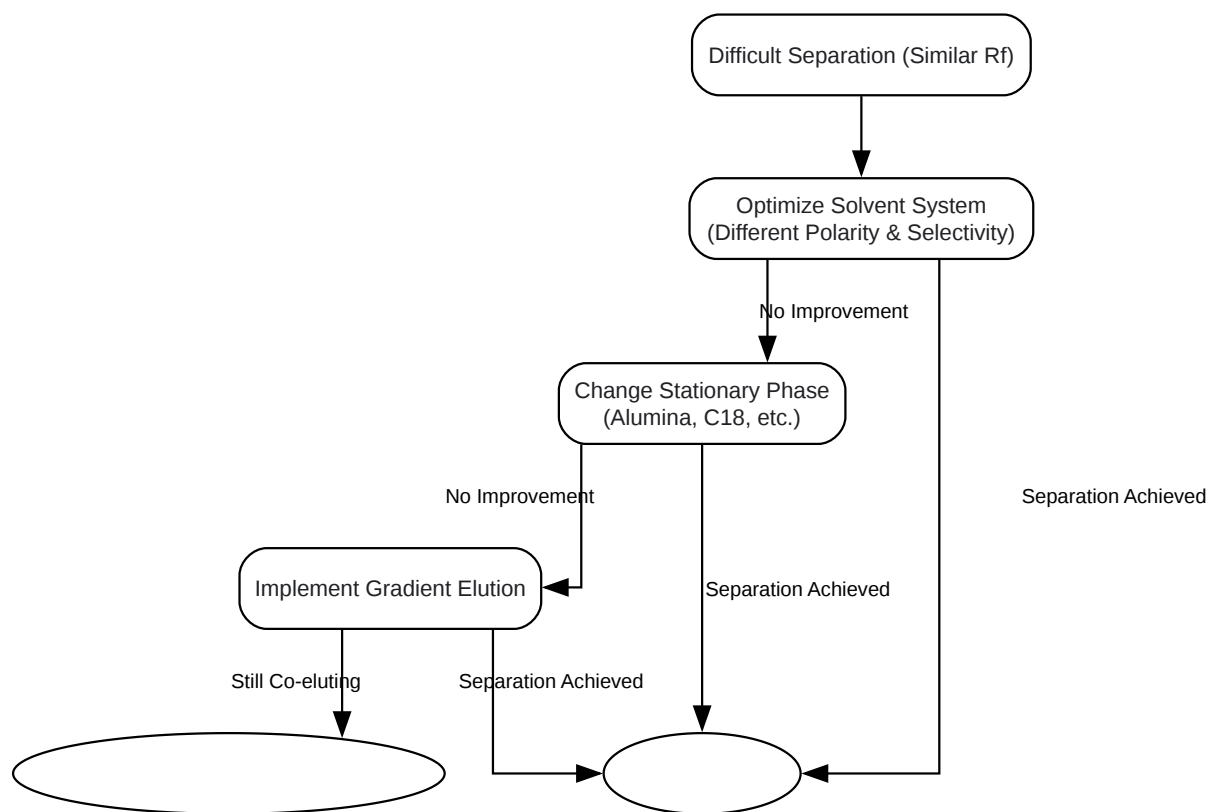 Difficult Separation (Similar Rf)
Optimize Solvent System
(Different Polarity & Selectivity)
No Improvement
Change Stationary Phase
(Alumina, C18, etc.)
No Improvement
Separation Achieved
Implement Gradient Elution
Separation Achieved
Still Co-eluting
Separation Achieved